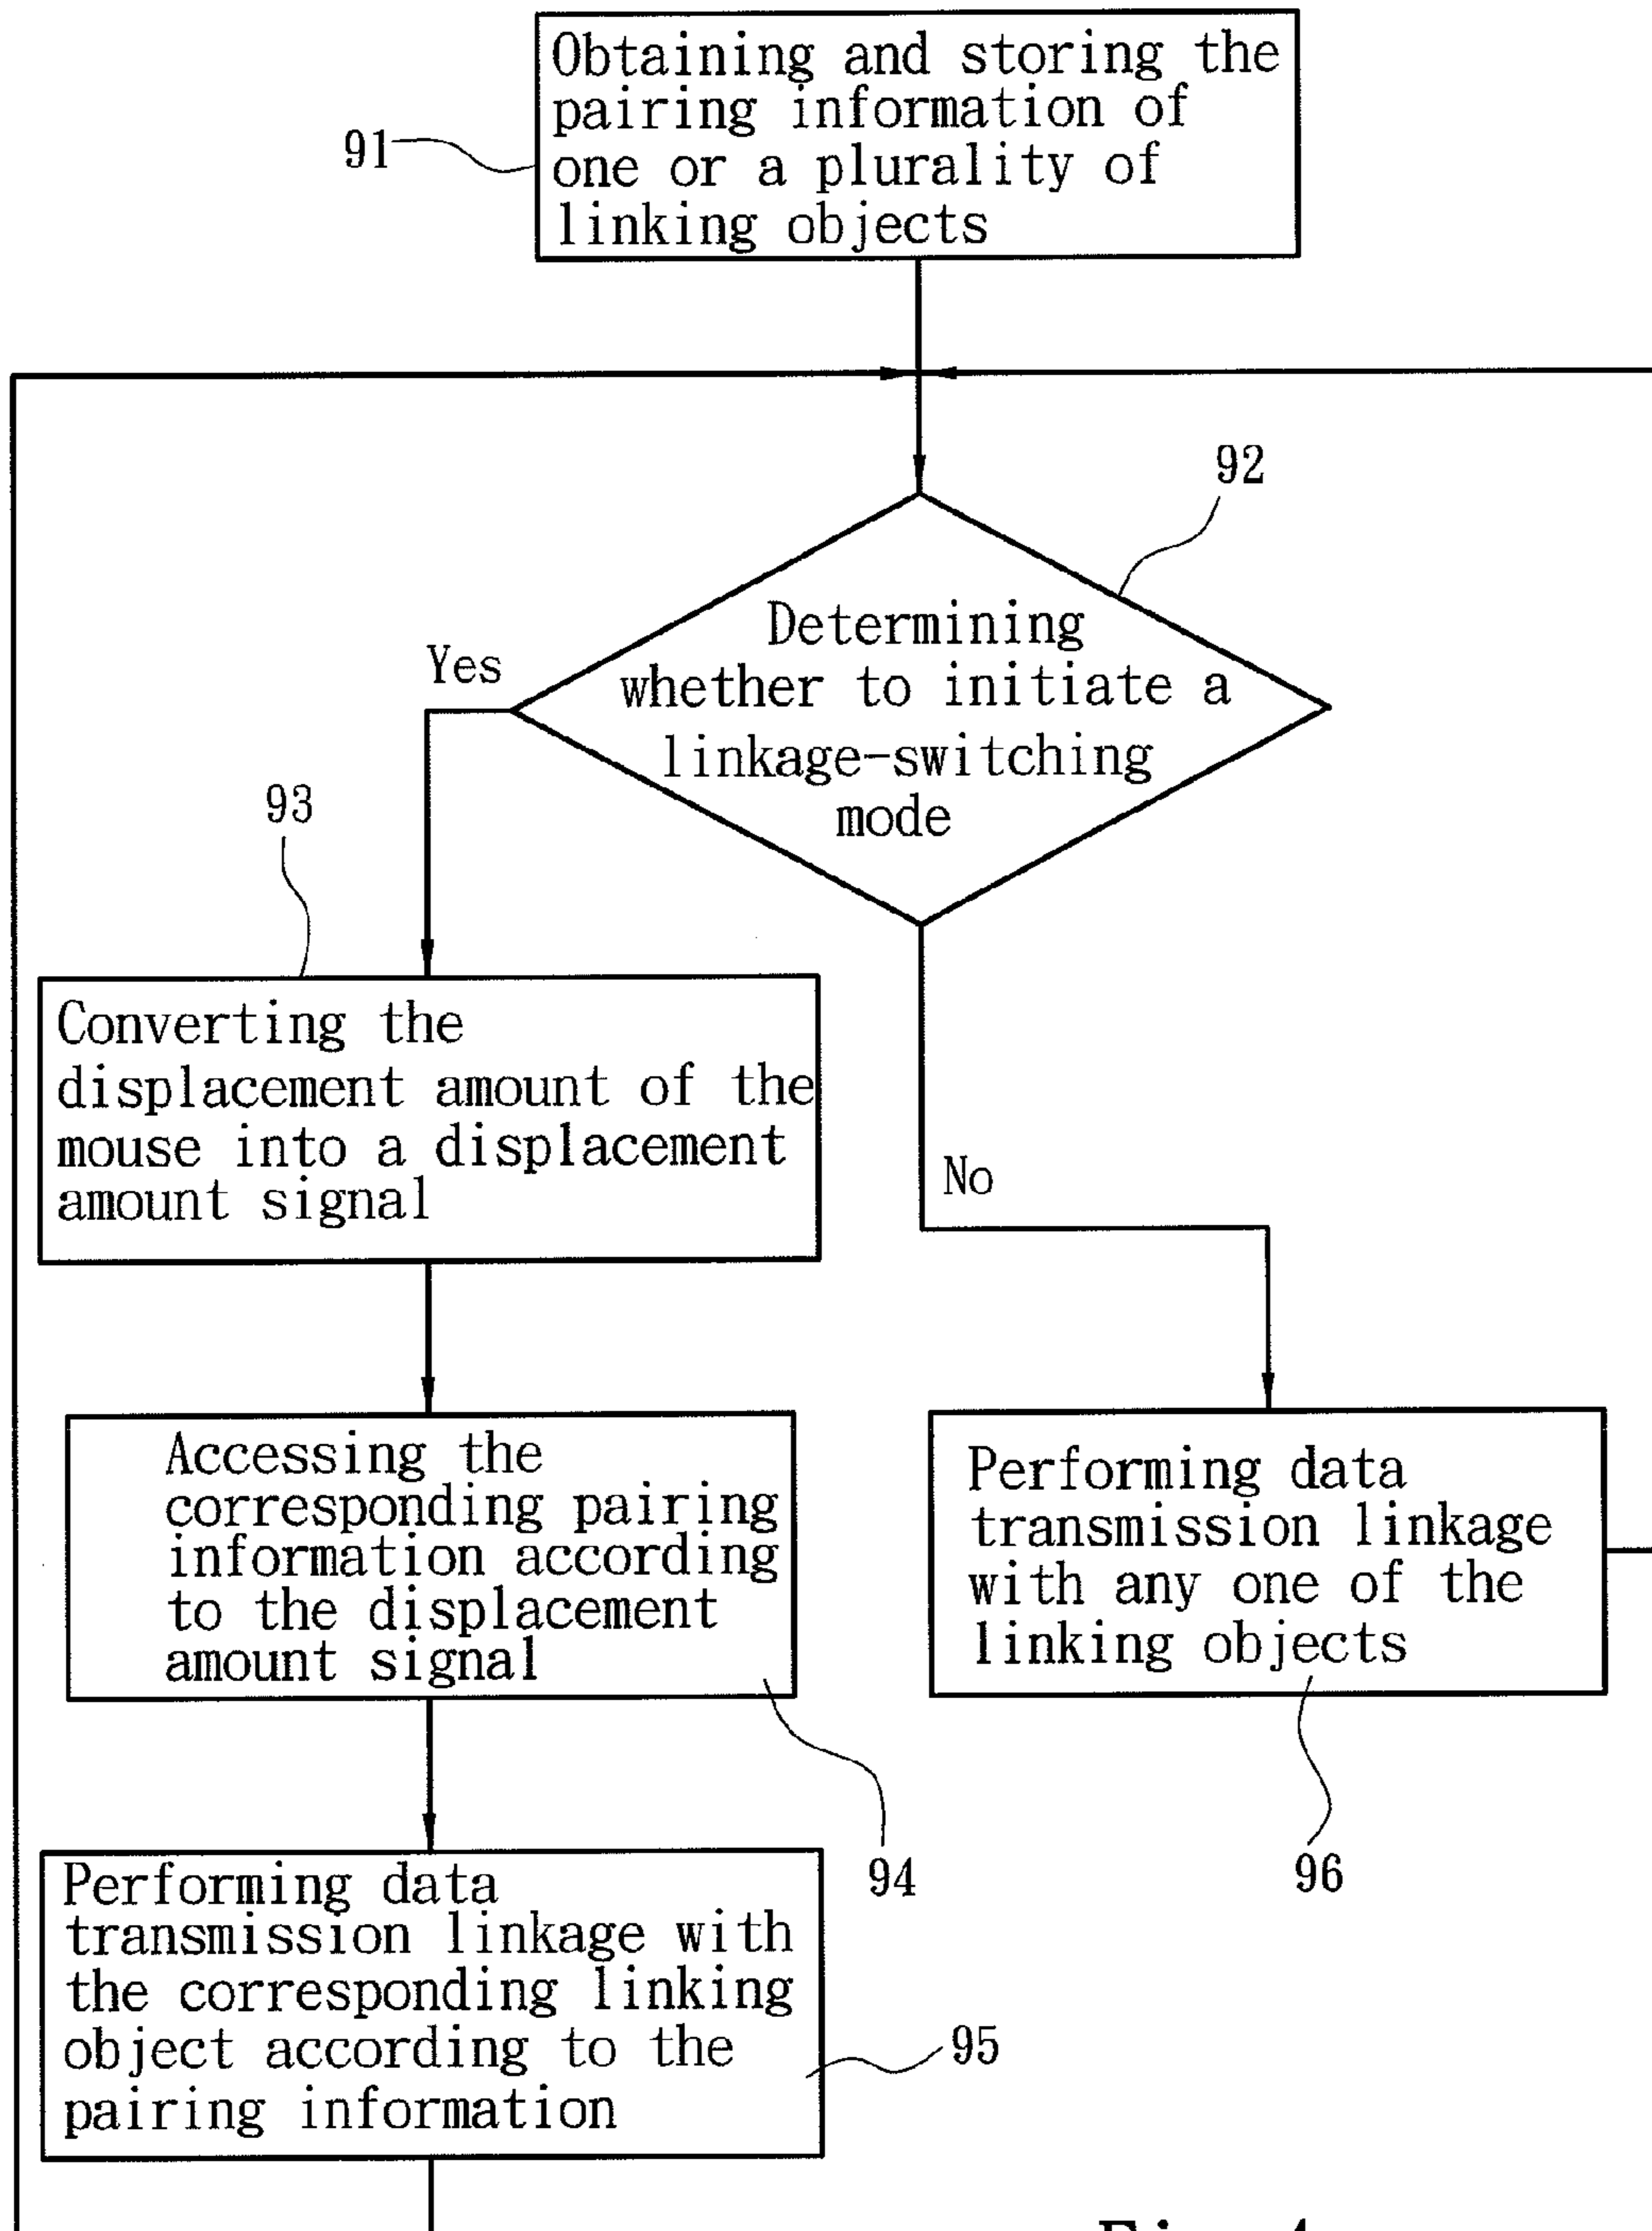 Obtaining and storing the
pairing information of
one or a plurality of
linking objects
91
92
Determining
whether to initiate a
linkage-switching
mode
Yes
93
Converting the
displacement amount of the
mouse into a displacement
amount signal
No
Accessing the
corresponding pairing
information according
to the displacement
amount signal
Performing data
transmission linkage
with any one of the
linking objects
94
96
Performing data
transmission linkage with
the corresponding linking
object according to the
pairing information
95